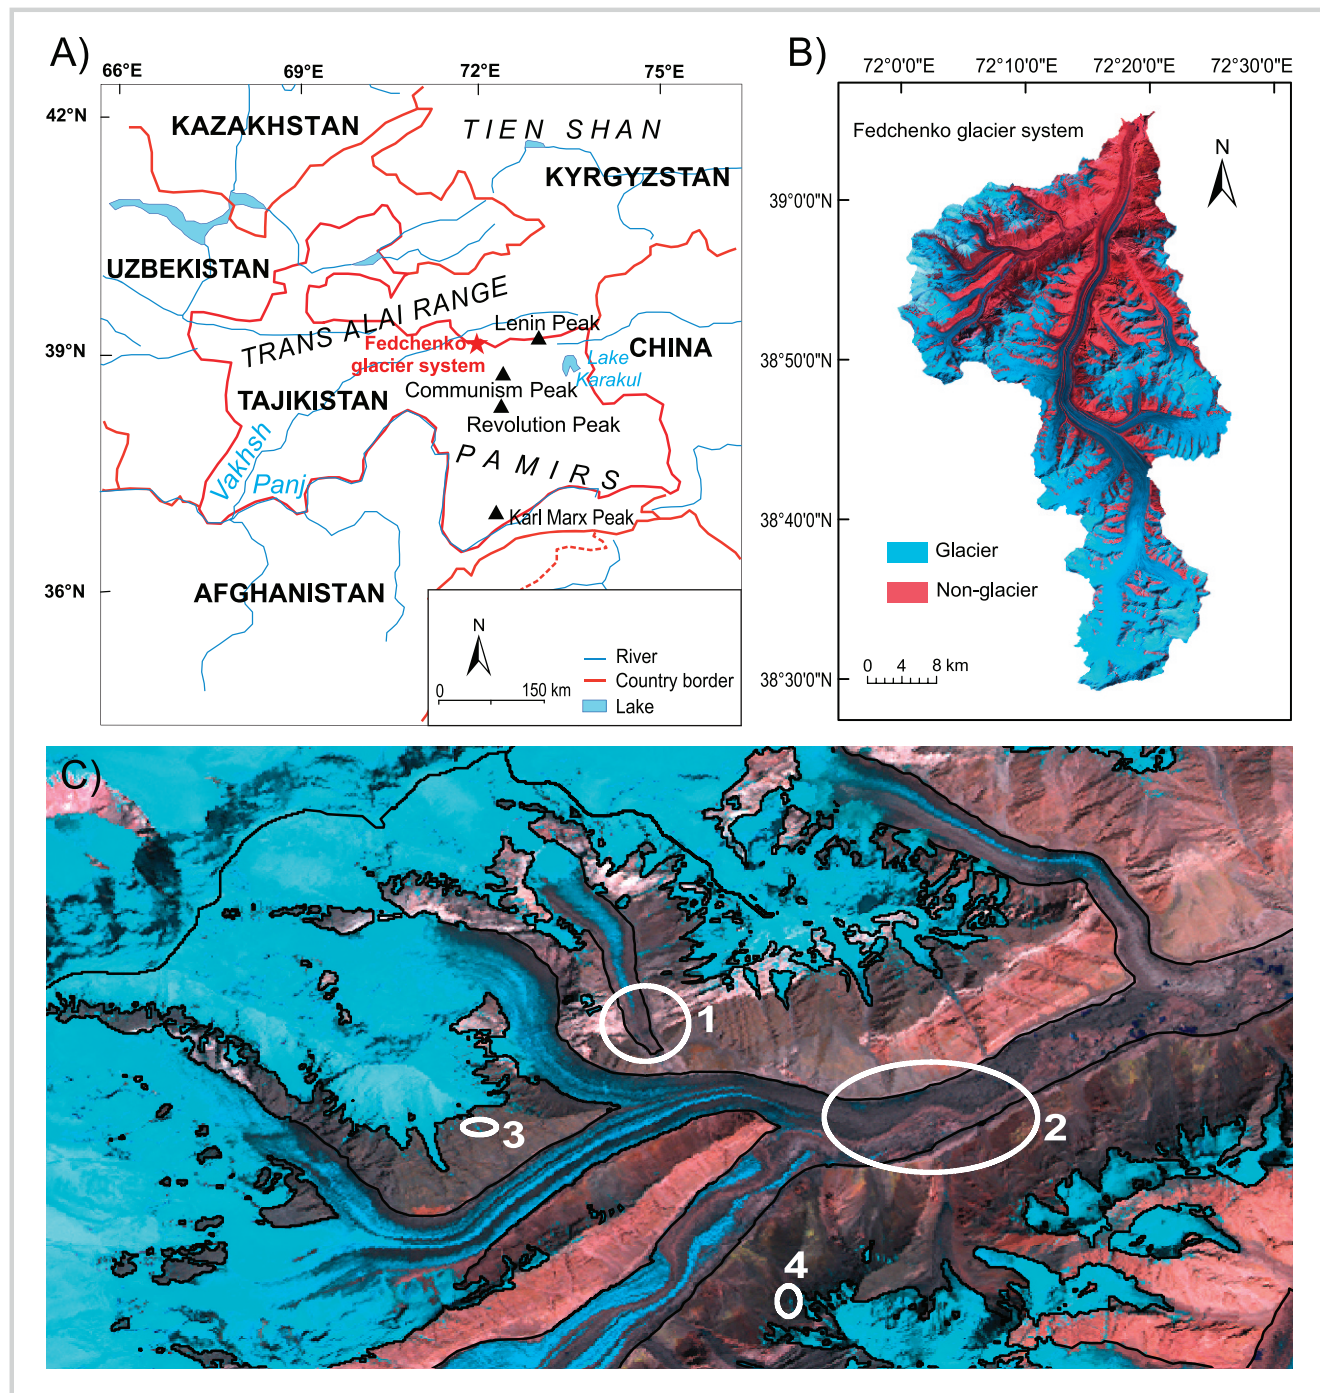 A)
66°E
69°E
72°E
75°E
42°N
39°N
36°N
KAZAKHSTAN
TIEN SHAN
KYRGYZSTAN
UZBEKISTAN
TRANS ALAI RANGE
Lenin Peak
Fedchenko
glacier system
CHINA
Lake
Karakul
Communism Peak
TAJIKISTAN
Revolution Peak
Vakhsh
Panj
PAMIRS
Karl Marx Peak
AFGHANISTAN
N
0
150 km
River
Country border
Lake
B)
72°0'0"E
72°10'0"E
72°20'0"E
72°30'0"E
Fedchenko glacier system
N
39°0'0"N
38°50'0"N
38°40'0"N
38°30'0"N
Glacier
Non-glacier
0 4 8 km
C)
1
2
3
4